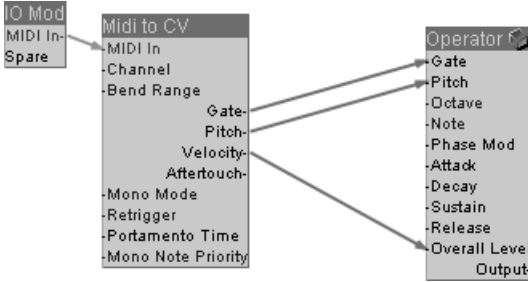 IO Mod
MIDI In
Spare
Midi to CV
MIDI In
Channel
Bend Range
Gate
Pitch
Velocity
Aftertouch
Mono Mode
Retrigger
Portamento Time
Mono Note Priority
Operator
Gate
Pitch
Octave
Note
Phase Mod
Attack
Decay
Sustain
Release
Overall Leve
Output